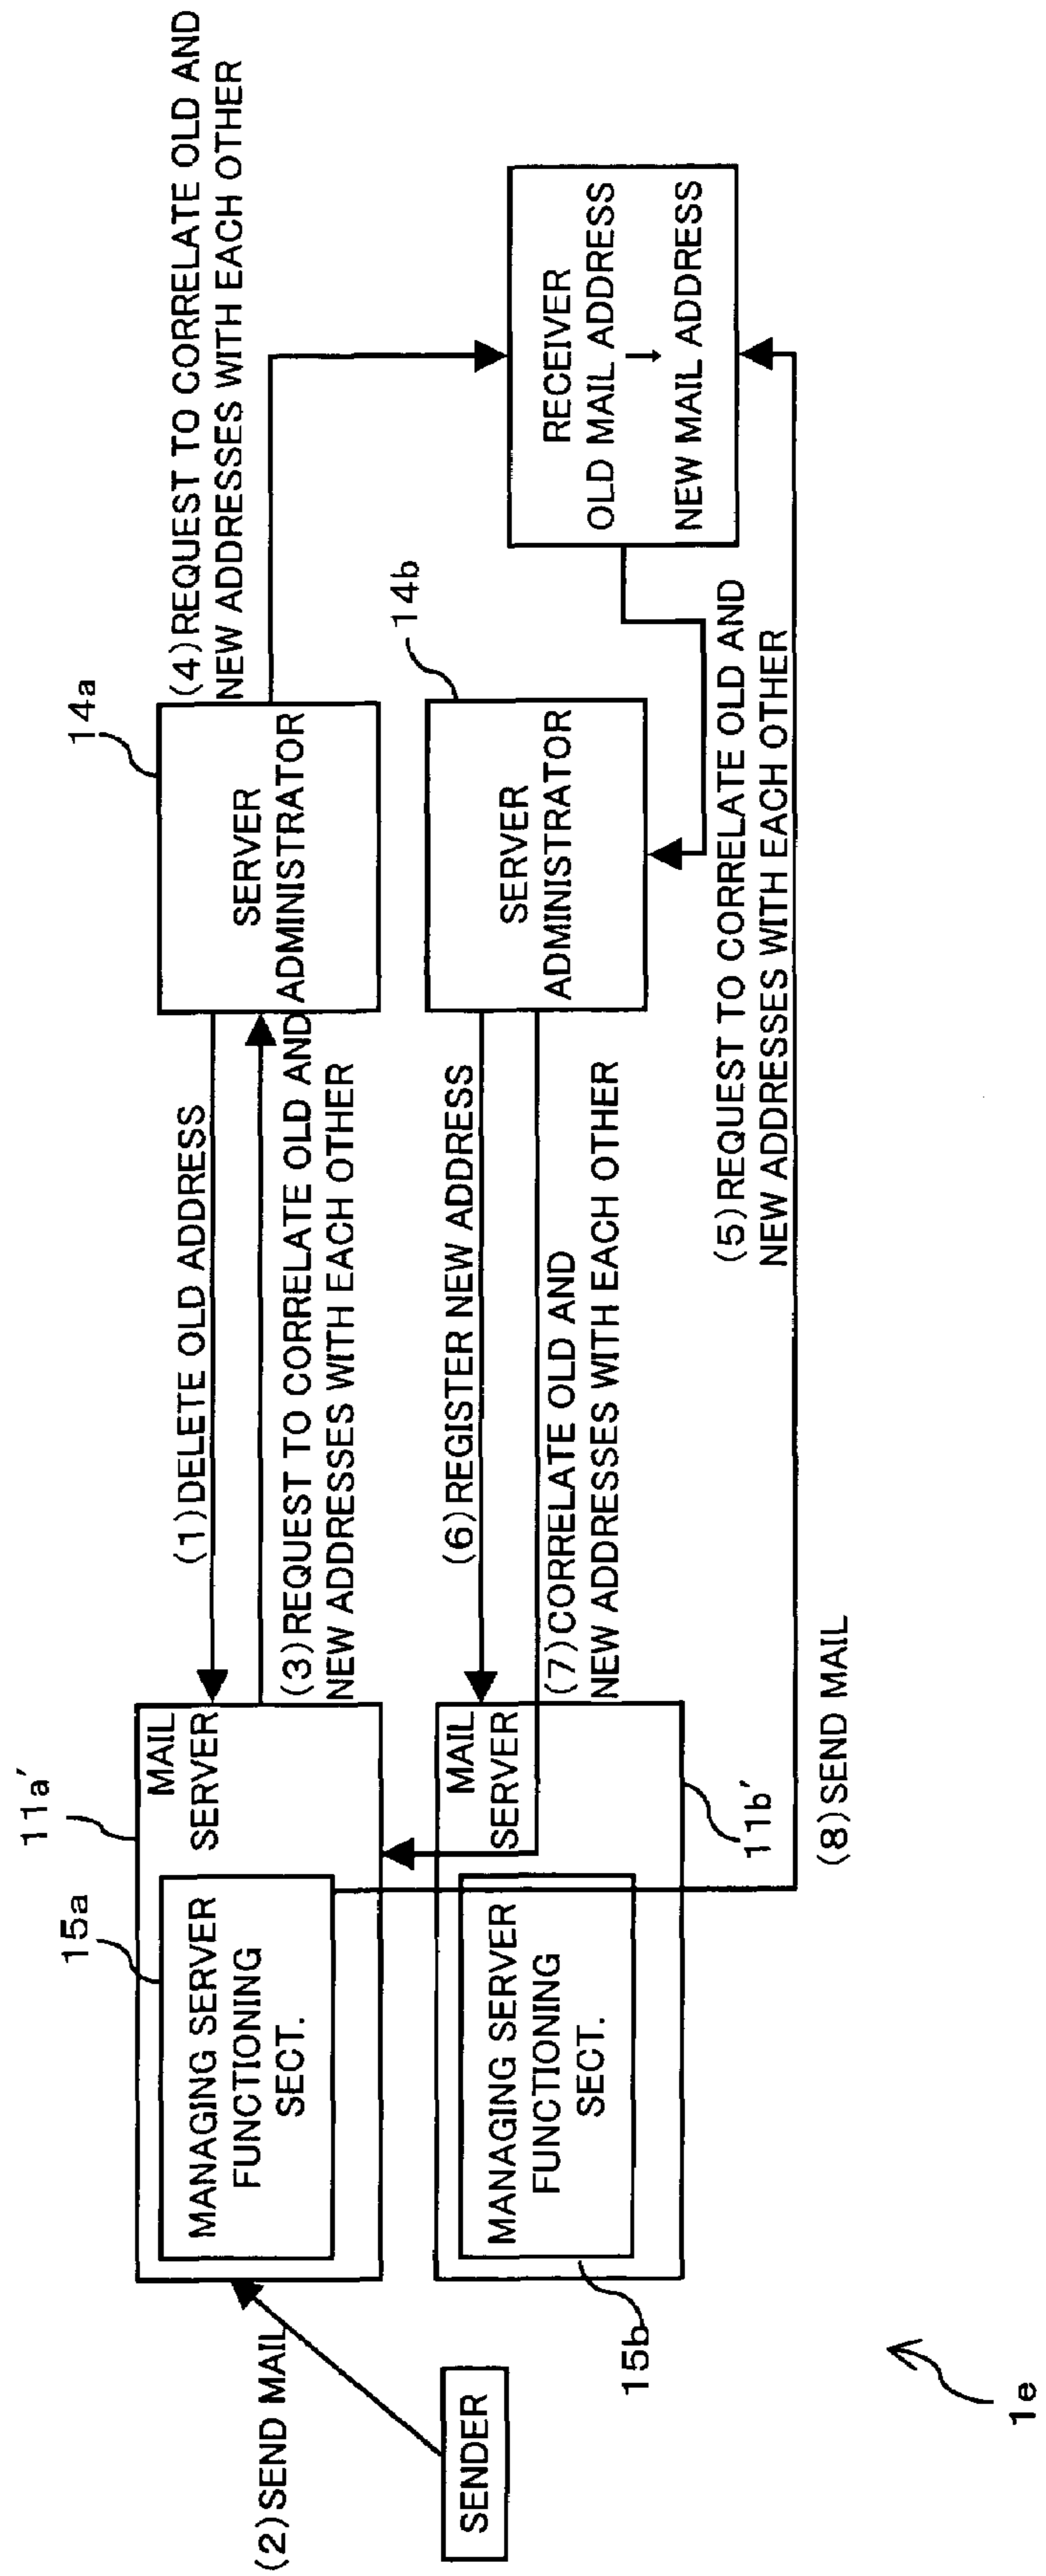 (2)SEND MAIL
SENDER
11a'
15a
MAIL
SERVER
MANAGING SERVER
FUNCTIONING
SECT.
(1)DELETE OLD ADDRESS
(3)REQUEST TO CORRELATE OLD AND
NEW ADDRESSES WITH EACH OTHER
14a
SERVER
ADMINISTRATOR
(4)REQUEST TO CORRELATE OLD AND
NEW ADDRESSES WITH EACH OTHER
MAIL
SERVER
MANAGING SERVER
FUNCTIONING
SECT.
15b
11b'
(6)REGISTER NEW ADDRESS
(7)CORRELATE OLD AND
NEW ADDRESSES WITH EACH OTHER
14b
SERVER
ADMINISTRATOR
RECEIVER
OLD MAIL ADDRESS
→
NEW MAIL ADDRESS
(5)REQUEST TO CORRELATE OLD AND
NEW ADDRESSES WITH EACH OTHER
(8)SEND MAIL
1e